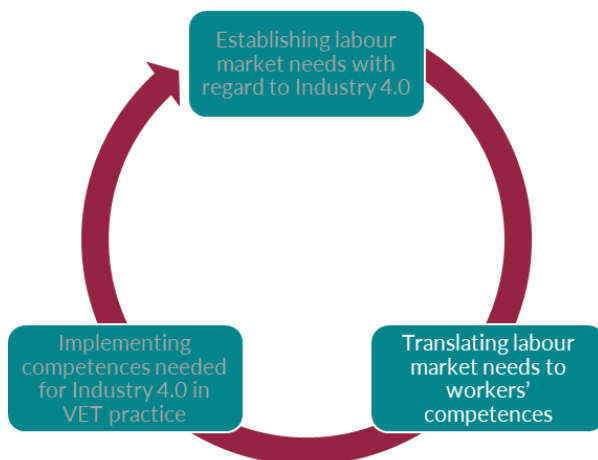 Establishing labour
market needs with
regard to Industry 4.0
Translating labour
market needs to
workers'
competences
Implementing
competences needed
for Industry 4.0 in
VET practice